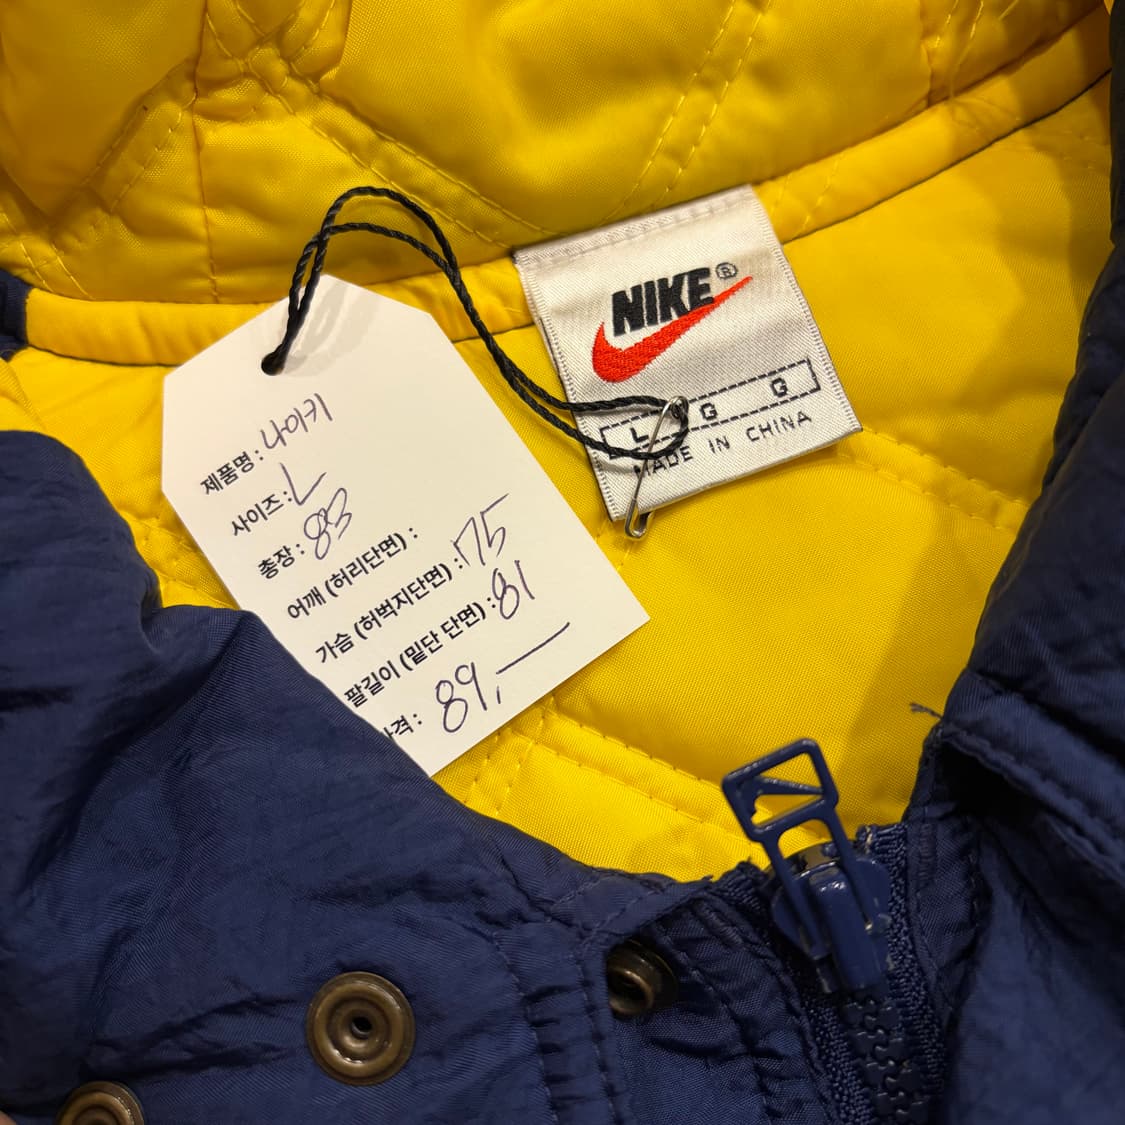 제품명 : 나이키
사이즈 : L
총장 : 83
어깨 (허리단면) :
가슴 (허벅지단면) : 75
팔길이 (밑단 단면) : 81
가격 : 89,—
NIKE®
L G G
MADE IN CHINA